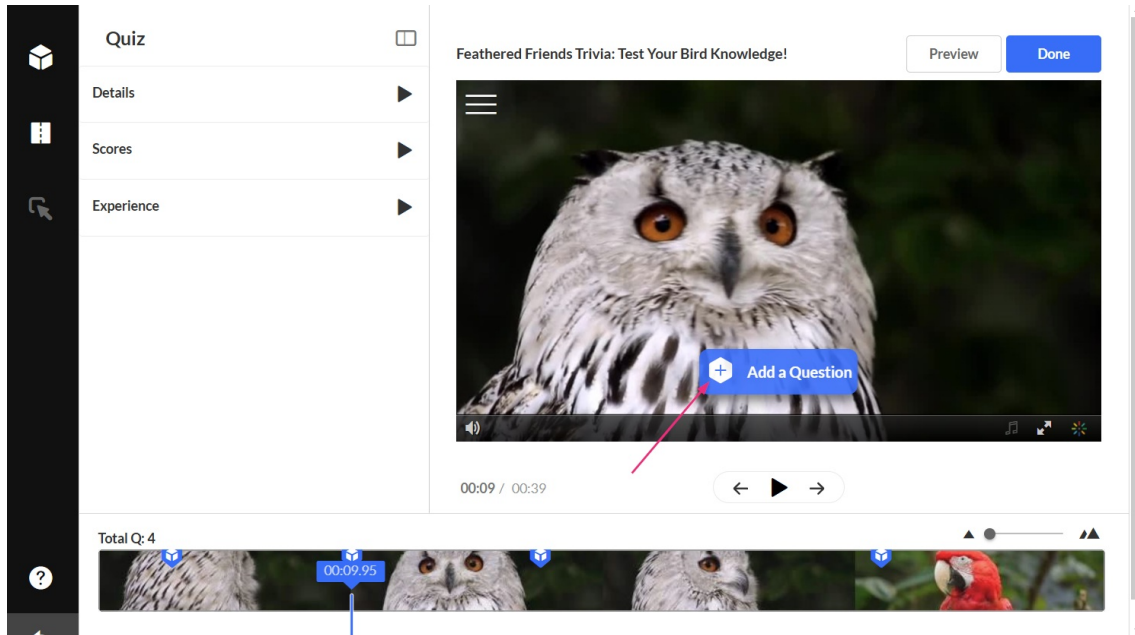 Quiz
Feathered Friends Trivia: Test Your Bird Knowledge!
Preview
Done
Details
Scores
Experience
Add a Question
00:09 / 00:39
Total Q: 4
00:09.95
?